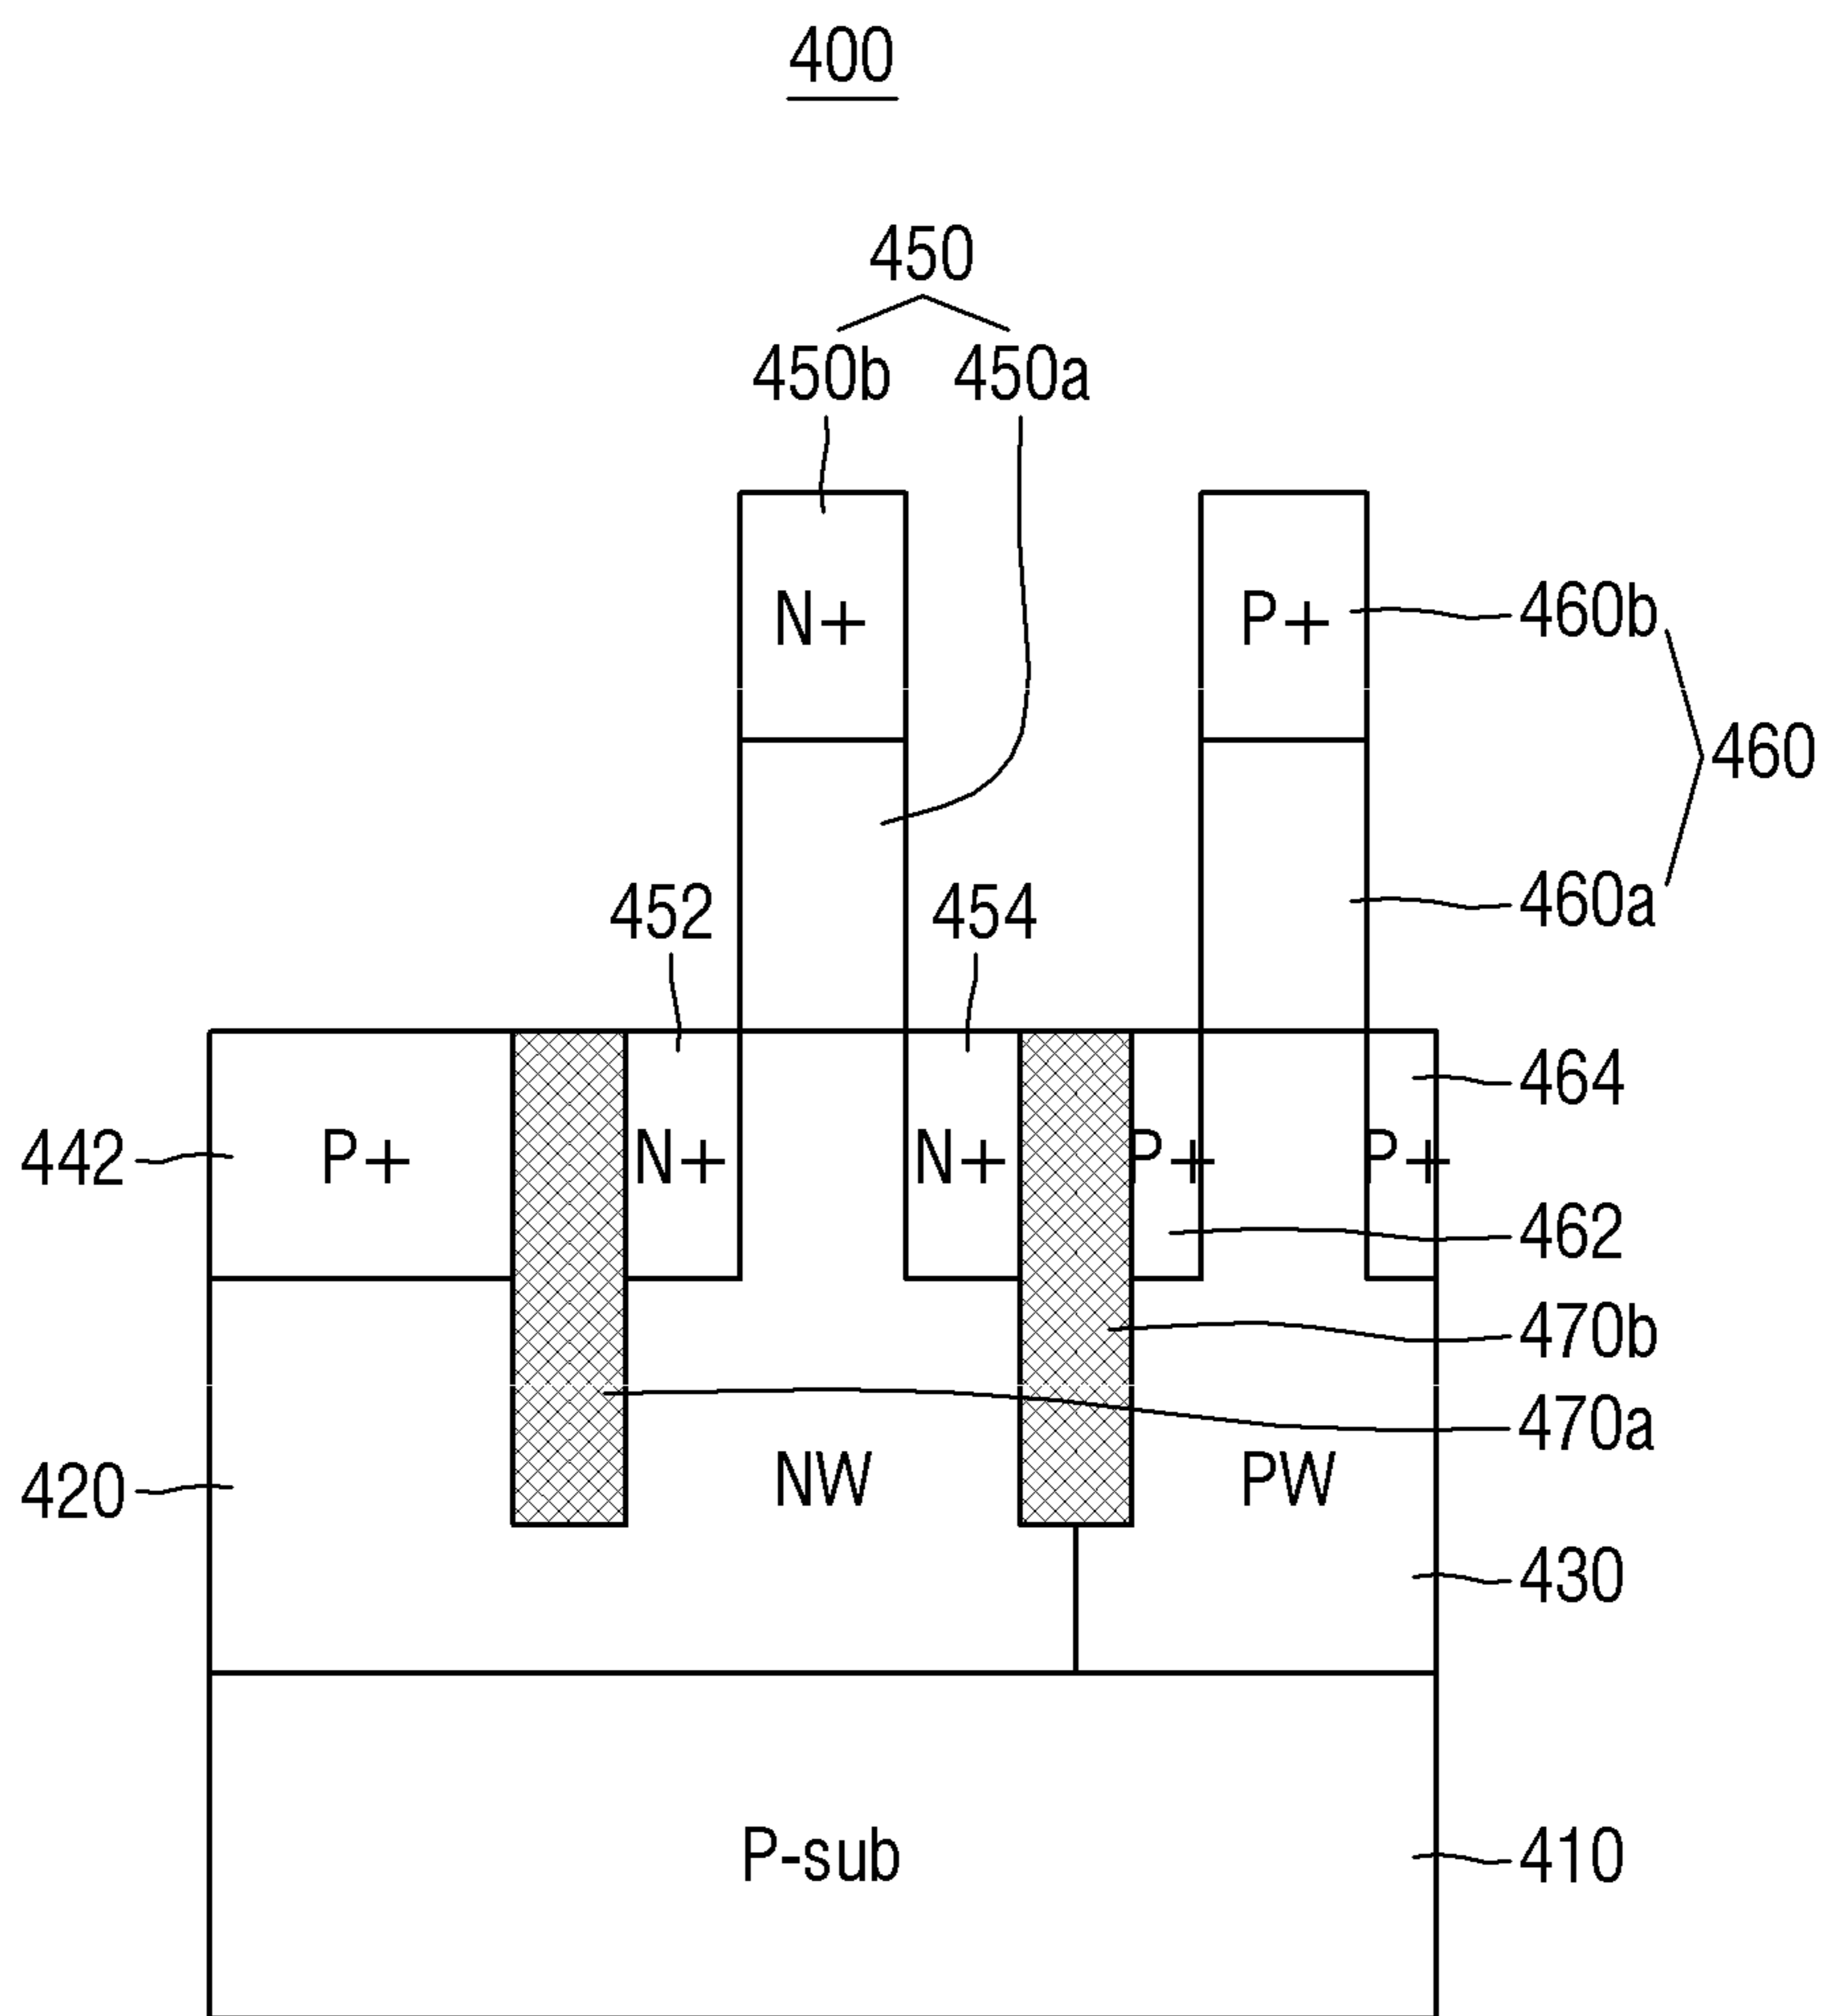 400
450
450b 450a
N+ P+ 460b
460
452 454 460a
464
442 P+ N+ N+ P+ P+
462
470b
470a
420 NW PW
430
P-sub 410